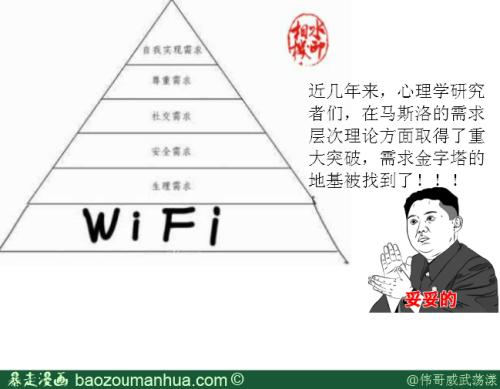 自我实现需求
尊重需求
社交需求
安全需求
生理需求
WiFi
近几年来，心理学研究
者们，在马斯洛的需求
层次理论方面取得了重
大突破，需求金字塔的
地基被找到了！！！
妥妥的
暴走漫画 baozoumanhua.com ©
@伟哥威武荡漾